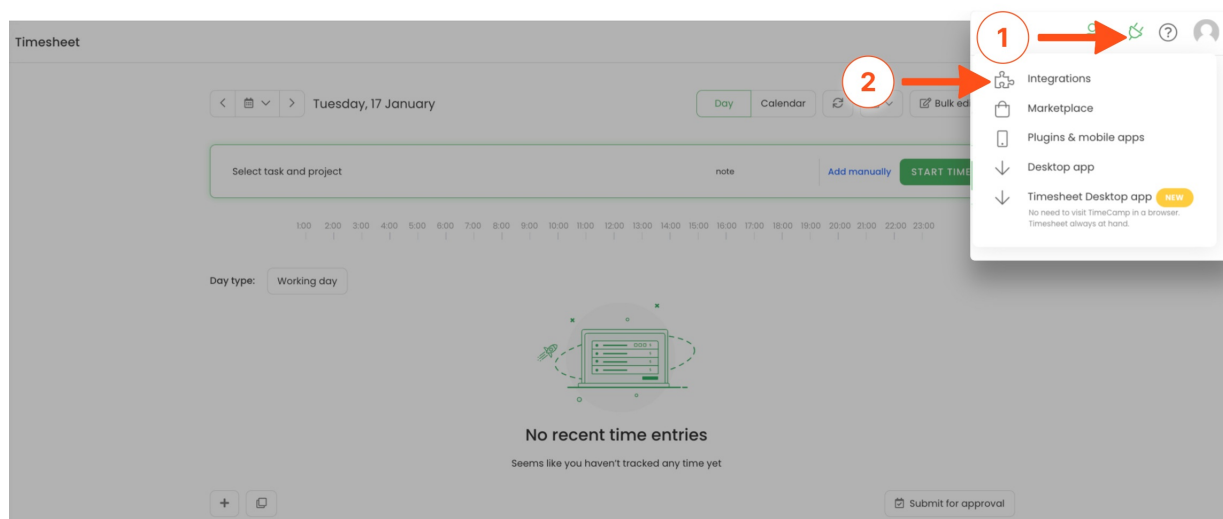 Timesheet
1
2
Integrations
Marketplace
Plugins & mobile apps
Desktop app
Timesheet Desktop app NEW
No need to visit TimeCamp in a browser.
Timesheet always at hand.
Tuesday, 17 January
Day Calendar Bulk edi
Select task and project note Add manually START TIME
1:00 2:00 3:00 4:00 5:00 6:00 7:00 8:00 9:00 10:00 11:00 12:00 13:00 14:00 15:00 16:00 17:00 18:00 19:00 20:00 21:00 22:00 23:00
Day type: Working day
No recent time entries
Seems like you haven't tracked any time yet
Submit for approval